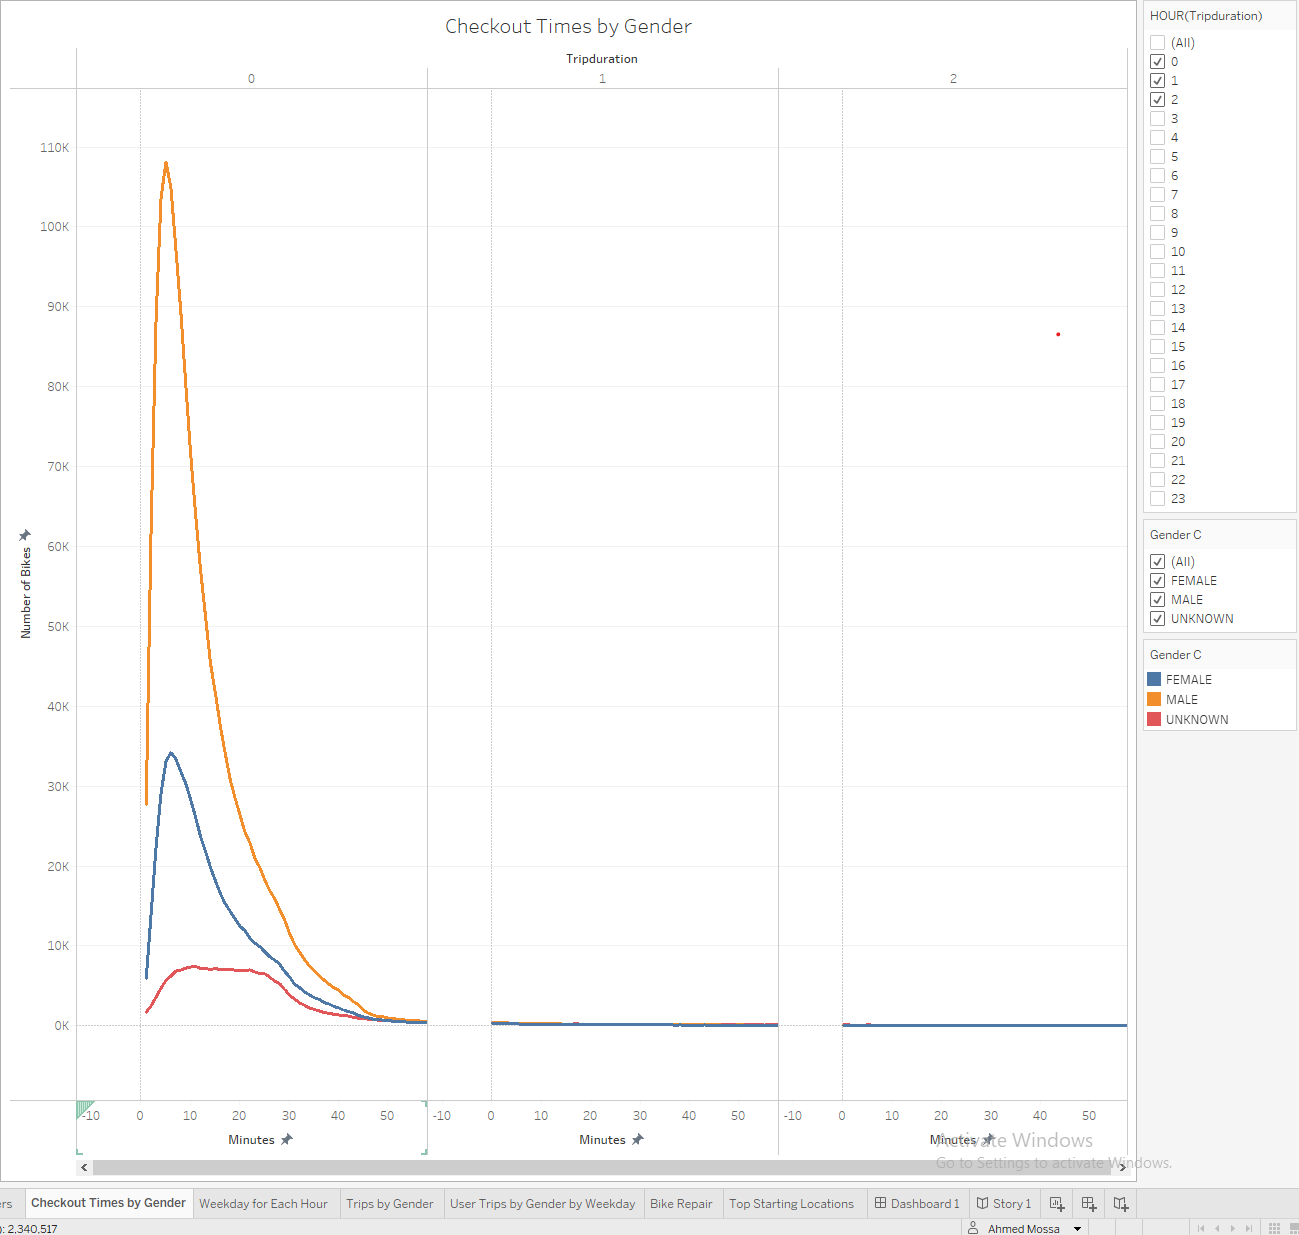 Checkout Times by Gender
Tripduration
0 1 2
110K
100K
90K
80K
70K
60K
50K
40K
30K
20K
10K
0K
Number of Bikes
-10 0 10 20 30 40 50 -10 0 10 20 30 40 50 -10 0 10 20 30 40 50
Minutes Minutes Minutes
HOUR(Tripduration)
(All)
0
1
2
3
4
5
6
7
8
9
10
11
12
13
14
15
16
17
18
19
20
21
22
23
Gender C
(All)
FEMALE
MALE
UNKNOWN
Gender C
FEMALE
MALE
UNKNOWN
Activate Windows
Go to Settings to activate Windows.
ers Checkout Times by Gender Weekday for Each Hour Trips by Gender User Trips by Gender by Weekday Bike Repair Top Starting Locations Dashboard 1 Story 1
): 2,340,517 Ahmed Mossa